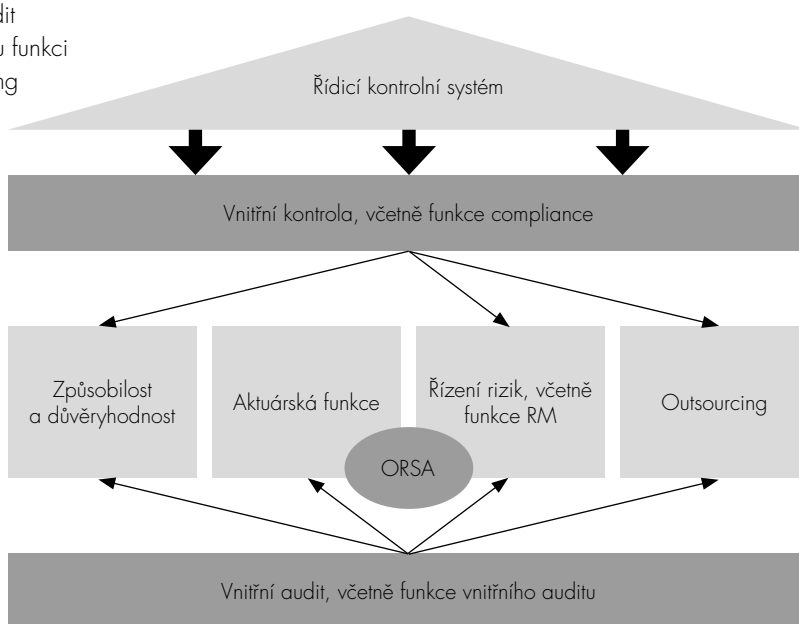 dit
u funkci
ng
Řídicí kontrolní systém
Vnitřní kontrola, včetně funkce compliance
Způsobilost
a důvěryhodnost
Aktuárská funkce
Řízení rizik, včetně
funkce RM
Outsourcing
ORSA
Vnitřní audit, včetně funkce vnitřního auditu